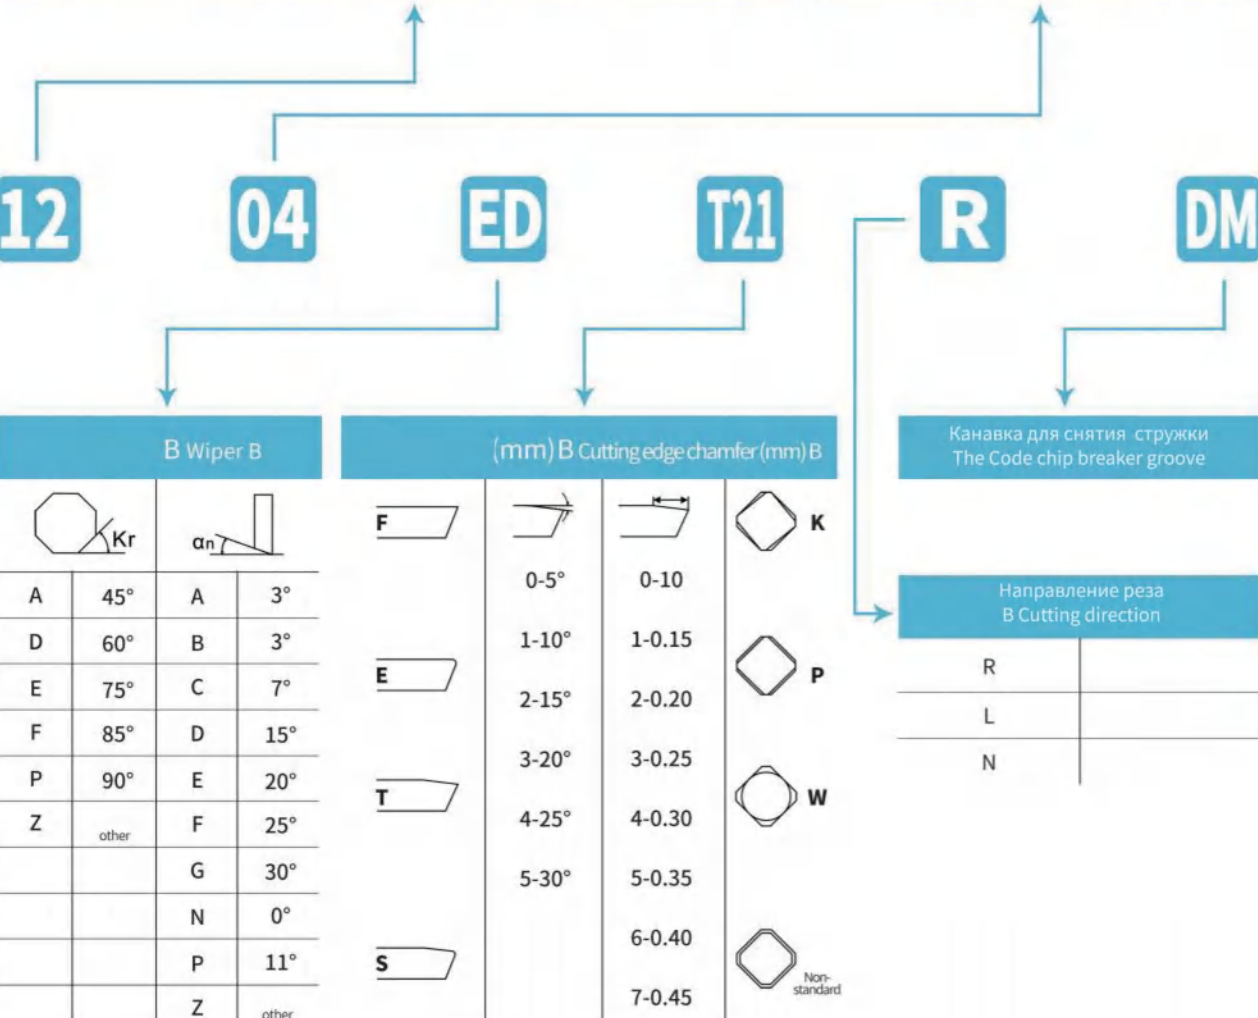 12 04 ED T21 R DM
B Wiper B
(mm) B Cutting edge chamfer (mm) B
Канавка для снятия стружки
The Code chip breaker groove
Kr αn
A 45° A 3°
D 60° B 3°
E 75° C 7°
F 85° D 15°
P 90° E 20°
Z other F 25°
G 30°
N 0°
P 11°
Z other
F K
0-5° 0-10
1-10° 1-0.15
E P
2-15° 2-0.20
3-20° 3-0.25
T W
4-25° 4-0.30
5-30° 5-0.35
6-0.40
S Non-
standard
7-0.45
Направление реза
B Cutting direction
R
L
N